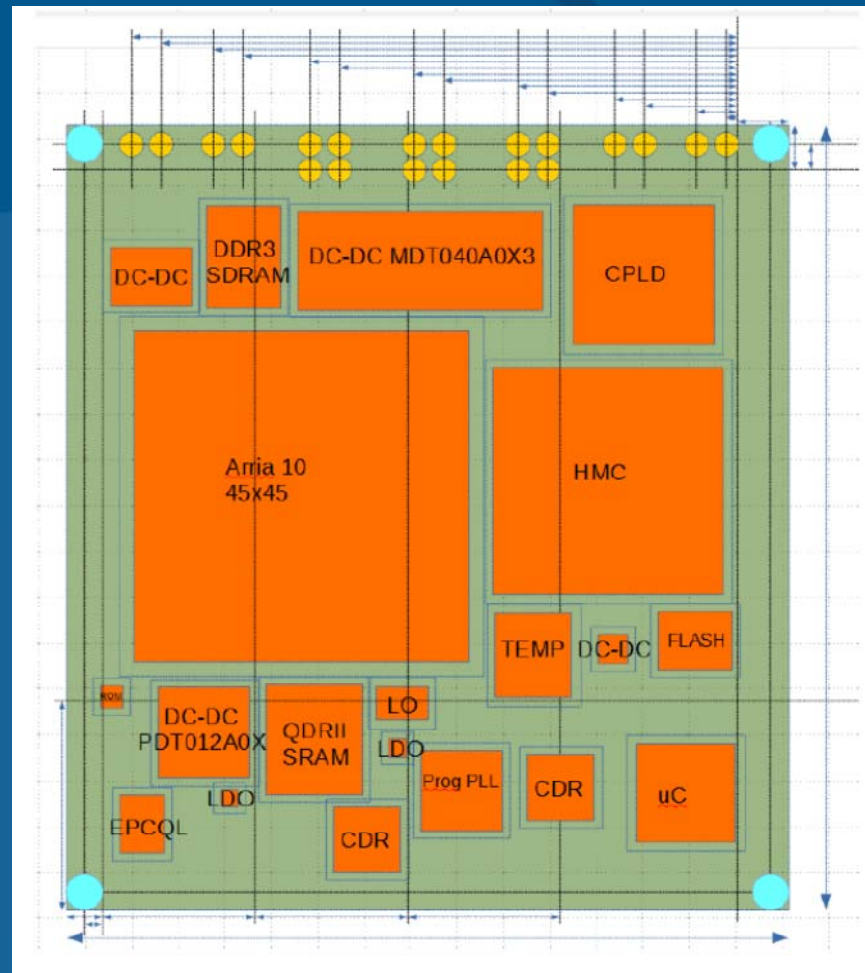 DC-DC
DDR3
SDRAM
DC-DC MDT040A0X3
CPLD
Arria 10
45x45
HMC
TEMP
DC-DC
FLASH
ROM
DC-DC
PDT012A0X
QDRII
SRAM
LO
LDO
Prog PLL
CDR
uC
LDO
EPCQL
CDR